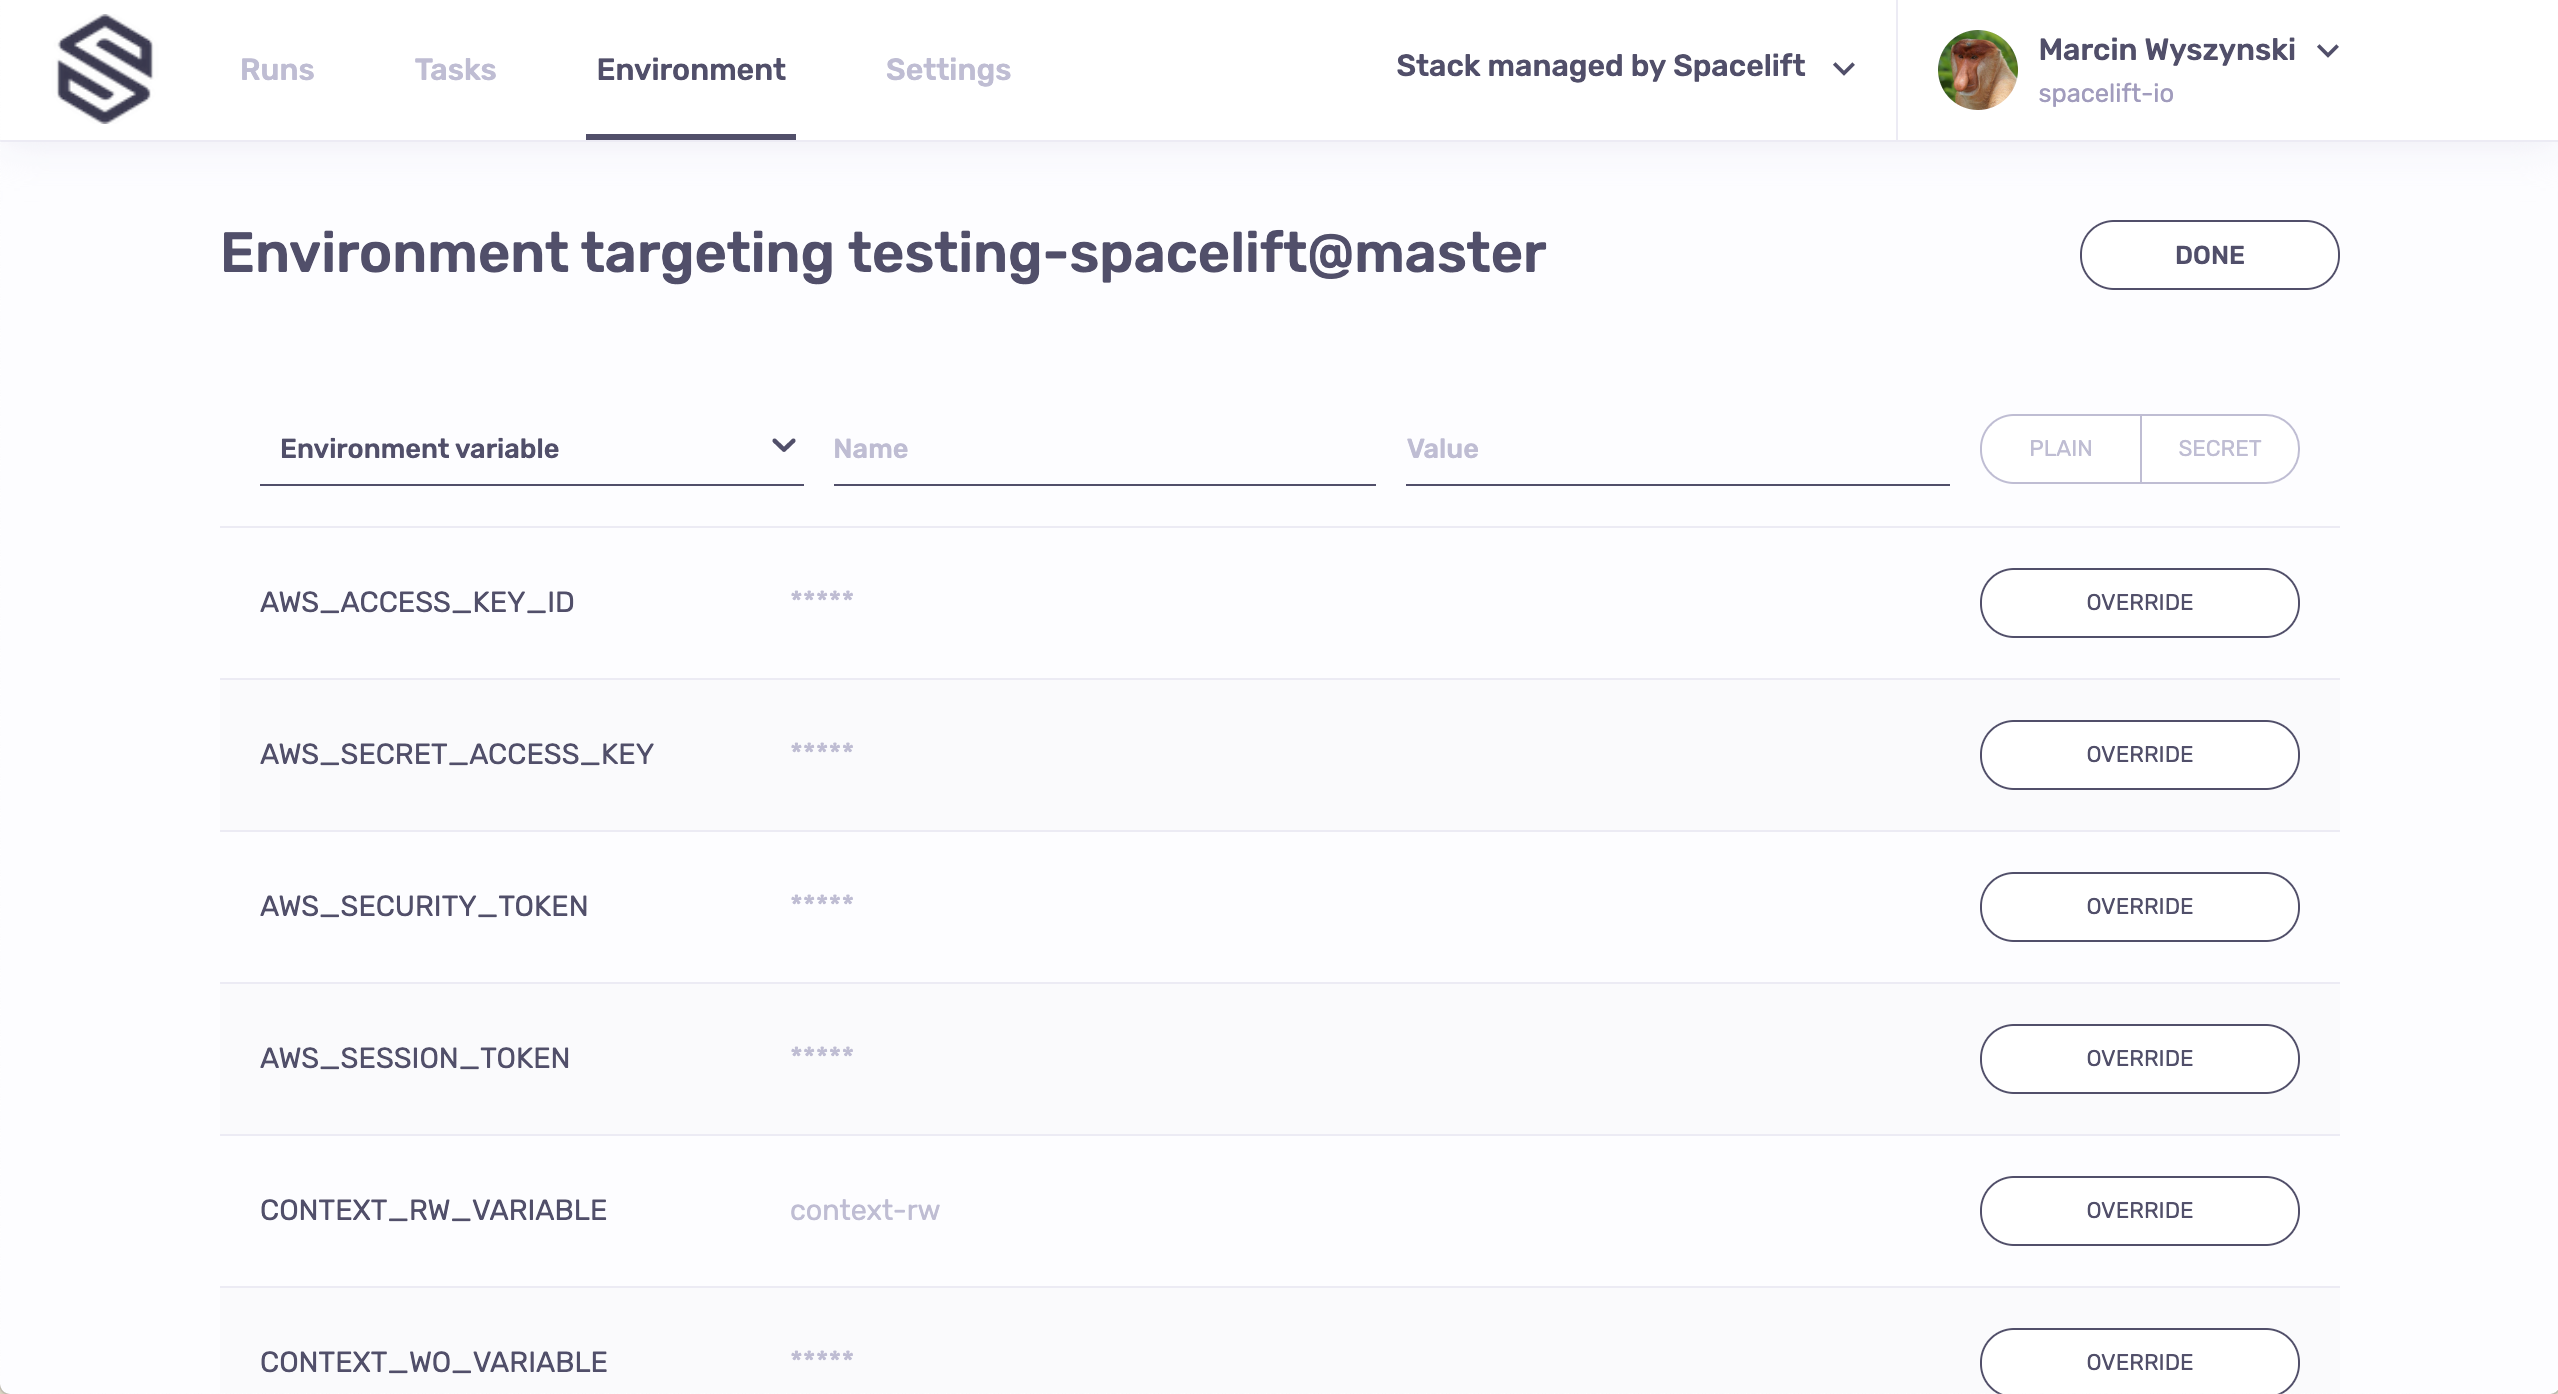 Runs
Tasks
Environment
Settings
Stack managed by Spacelift
Marcin Wyszynski
spacelift-io
Environment targeting testing-spacelift@master
DONE
Environment variable
Name
Value
PLAIN
SECRET
AWS_ACCESS_KEY_ID
*****
OVERRIDE
AWS_SECRET_ACCESS_KEY
*****
OVERRIDE
AWS_SECURITY_TOKEN
*****
OVERRIDE
AWS_SESSION_TOKEN
*****
OVERRIDE
CONTEXT_RW_VARIABLE
context-rw
OVERRIDE
CONTEXT_WO_VARIABLE
*****
OVERRIDE